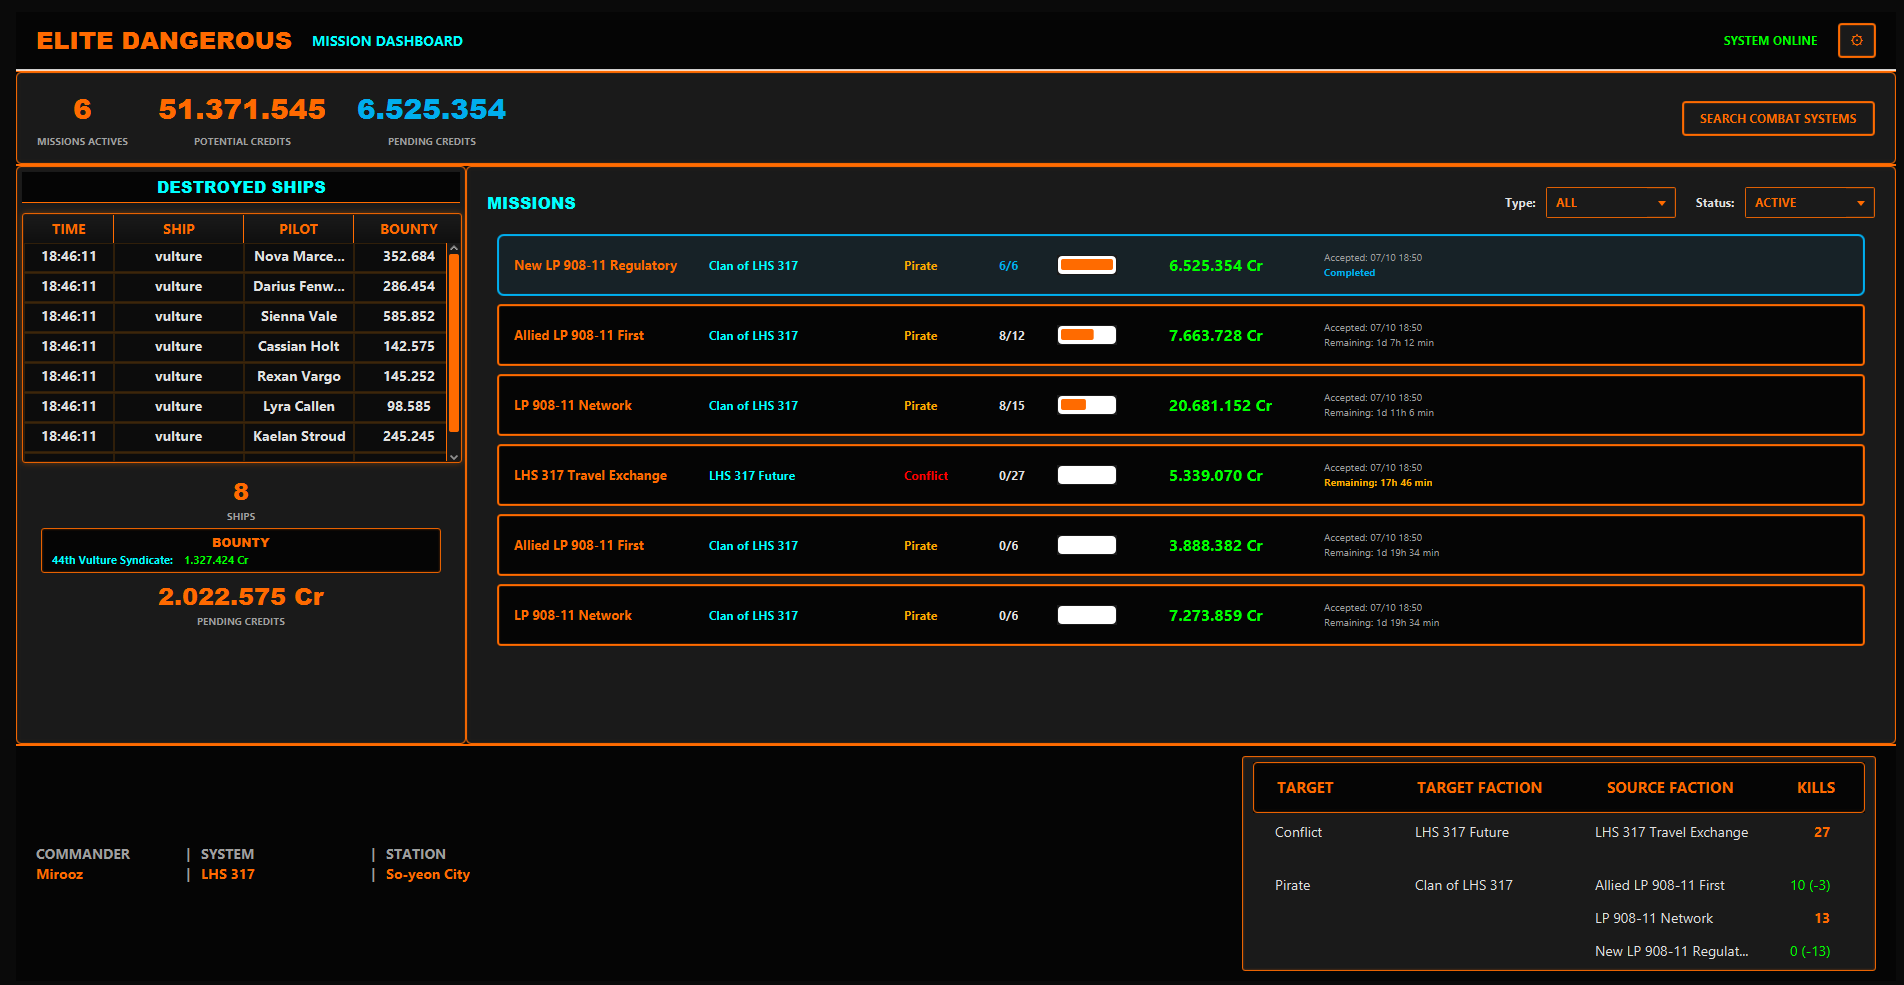 ELITE DANGEROUS MISSION DASHBOARD SYSTEM ONLINE
6 51.371.545 6.525.354
MISSIONS ACTIVES POTENTIAL CREDITS PENDING CREDITS
SEARCH COMBAT SYSTEMS
DESTROYED SHIPS
TIME SHIP PILOT BOUNTY
18:46:11 vulture Nova Marce... 352.684
18:46:11 vulture Darius Fenw... 286.454
18:46:11 vulture Sienna Vale 585.852
18:46:11 vulture Cassian Holt 142.575
18:46:11 vulture Rexan Vargo 145.252
18:46:11 vulture Lyra Callen 98.585
18:46:11 vulture Kaelan Stroud 245.245
8
SHIPS
BOUNTY
44th Vulture Syndicate: 1.327.424 Cr
2.022.575 Cr
PENDING CREDITS
MISSIONS Type: ALL Status: ACTIVE
New LP 908-11 Regulatory Clan of LHS 317 Pirate 6/6 6.525.354 Cr Accepted: 07/10 18:50
Completed
Allied LP 908-11 First Clan of LHS 317 Pirate 8/12 7.663.728 Cr Accepted: 07/10 18:50
Remaining: 1d 7h 12 min
LP 908-11 Network Clan of LHS 317 Pirate 8/15 20.681.152 Cr Accepted: 07/10 18:50
Remaining: 1d 11h 6 min
LHS 317 Travel Exchange LHS 317 Future Conflict 0/27 5.339.070 Cr Accepted: 07/10 18:50
Remaining: 17h 46 min
Allied LP 908-11 First Clan of LHS 317 Pirate 0/6 3.888.382 Cr Accepted: 07/10 18:50
Remaining: 1d 19h 34 min
LP 908-11 Network Clan of LHS 317 Pirate 0/6 7.273.859 Cr Accepted: 07/10 18:50
Remaining: 1d 19h 34 min
COMMANDER | SYSTEM | STATION
Mirooz | LHS 317 | So-yeon City
TARGET TARGET FACTION SOURCE FACTION KILLS
Conflict LHS 317 Future LHS 317 Travel Exchange 27
Pirate Clan of LHS 317 Allied LP 908-11 First 10 (-3)
LP 908-11 Network 13
New LP 908-11 Regulat... 0 (-13)